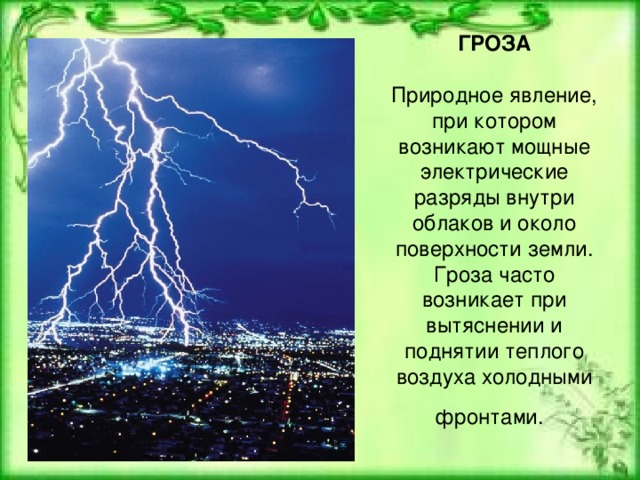 ГРОЗА
Природное явление,
при котором
возникают мощные
электрические
разряды внутри
облаков и около
поверхности земли.
Гроза часто
возникает при
вытяснении и
поднятии теплого
воздуха холодными
фронтами.